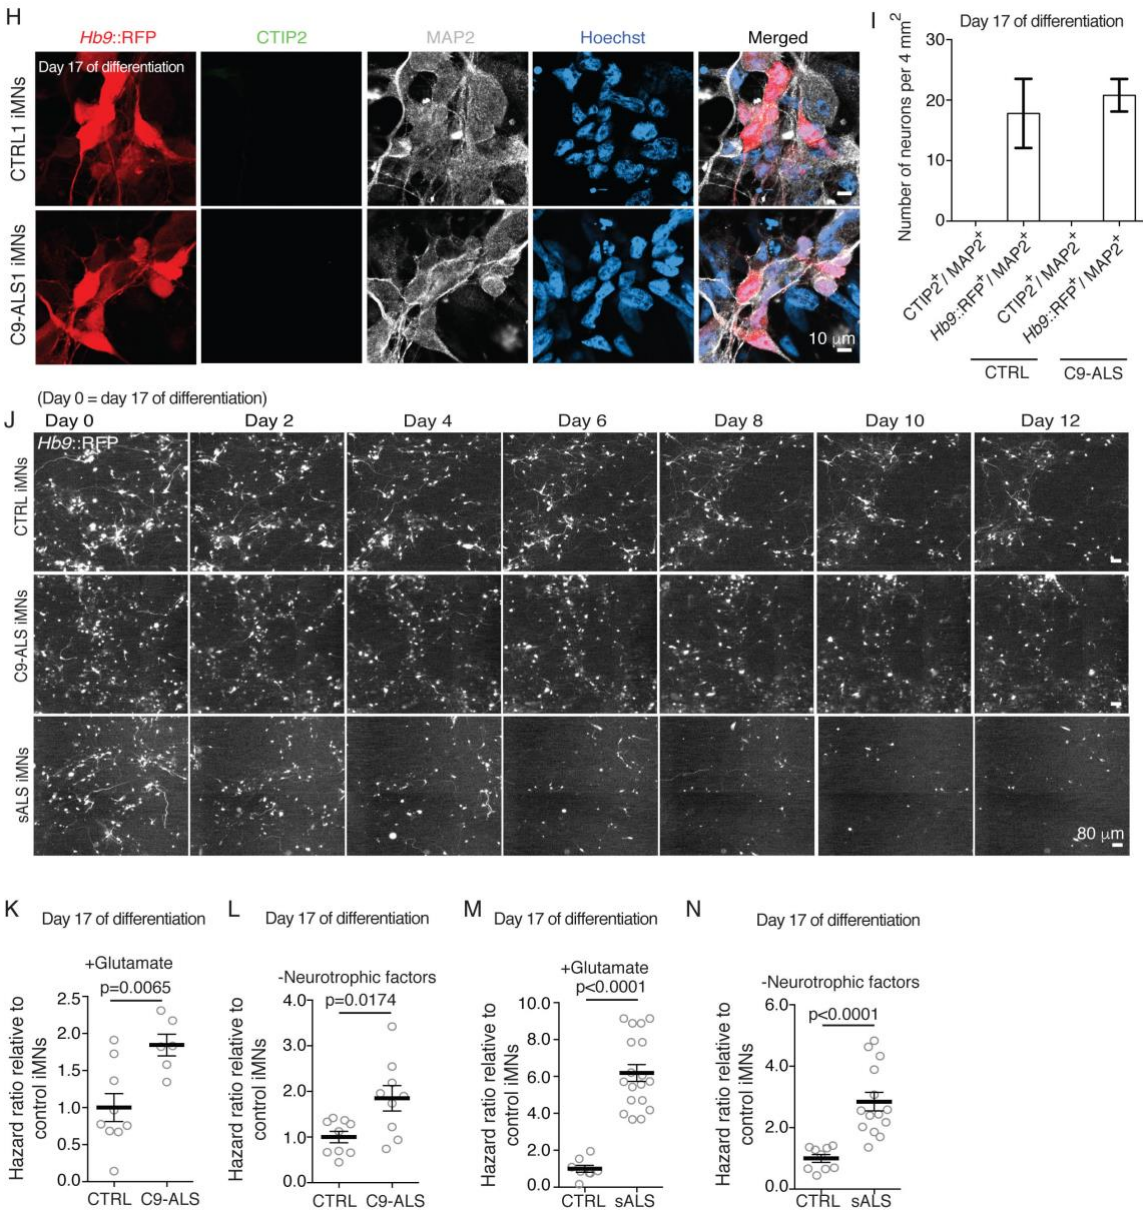 H
Hb9::RFP CTIP2 MAP2 Hoechst Merged
Day 17 of differentiation
CTRL1 iMNs
C9-ALS1 iMNs
10 μm
I
Day 17 of differentiation
Number of neurons per 4 mm²
30
20
10
0
CTIP2⁺/ MAP2⁺
Hb9::RFP⁺/ MAP2⁺
CTIP2⁺/ MAP2⁺
Hb9::RFP⁺/ MAP2⁺
CTRL C9-ALS
(Day 0 = day 17 of differentiation)
J Day 0 Day 2 Day 4 Day 6 Day 8 Day 10 Day 12
Hb9::RFP
CTRL iMNs
C9-ALS iMNs
sALS iMNs
80 μm
K Day 17 of differentiation
+Glutamate
p=0.0065
Hazard ratio relative to
control iMNs
2.5
2.0
1.5
1.0
0.5
0.0
CTRL C9-ALS
L Day 17 of differentiation
-Neurotrophic factors
p=0.0174
Hazard ratio relative to
control iMNs
4.0
3.0
2.0
1.0
0.0
CTRL C9-ALS
M Day 17 of differentiation
+Glutamate
p<0.0001
Hazard ratio relative to
control iMNs
10.0
8.0
6.0
4.0
2.0
0.0
CTRL sALS
N Day 17 of differentiation
-Neurotrophic factors
p<0.0001
Hazard ratio relative to
control iMNs
6.0
4.0
2.0
0.0
CTRL sALS